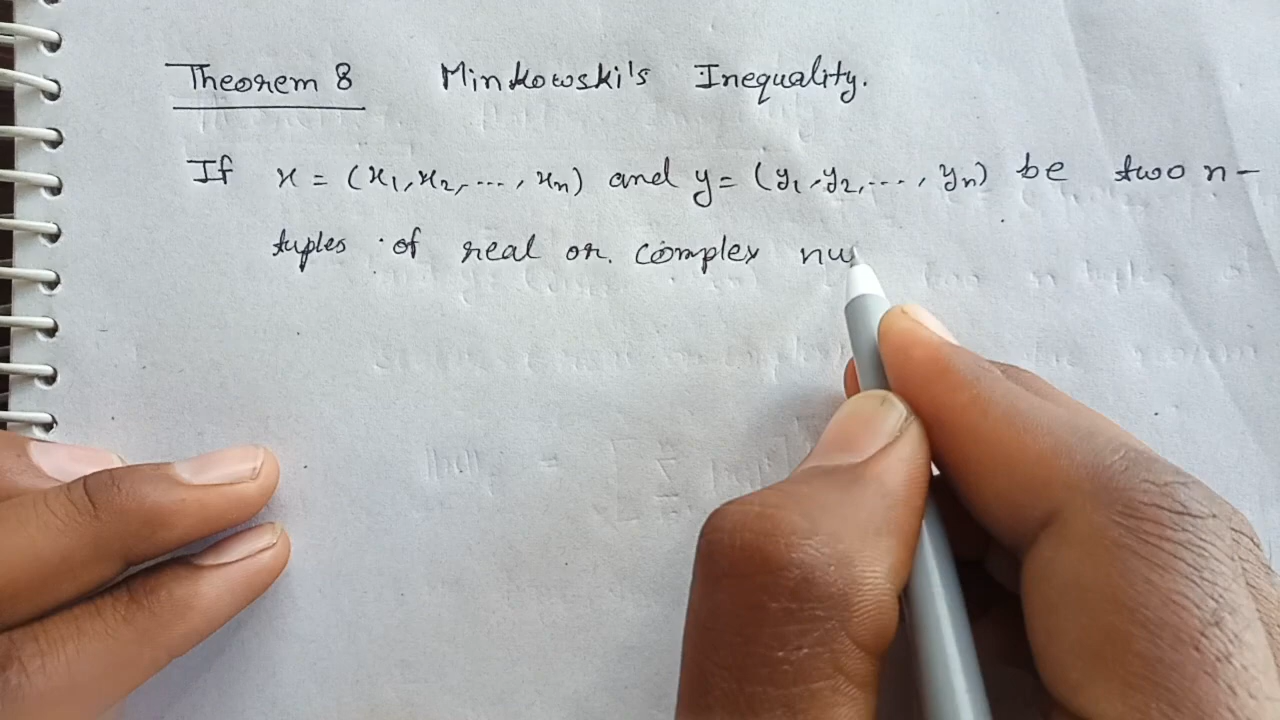 Theorem 8 Minkowski's Inequality.
If x = (x1, x2, ..., xn) and y = (y1, y2, ..., yn) be two n-
tuples of real or complex nu